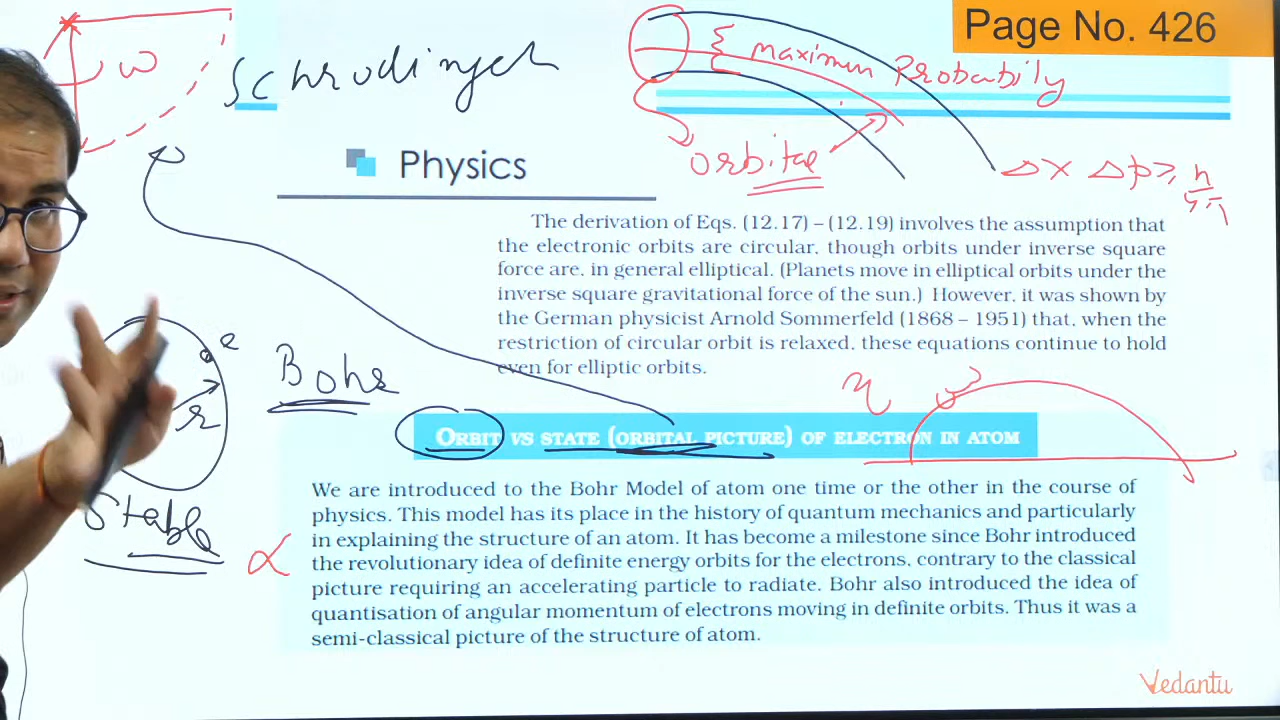 Page No. 426
ω
Schrodinger
{ maximum Probabily
orbital
Δx Δp ≥ h/4π
Physics
The derivation of Eqs. (12.17) – (12.19) involves the assumption that
the electronic orbits are circular, though orbits under inverse square
force are, in general elliptical. (Planets move in elliptical orbits under the
inverse square gravitational force of the sun.) However, it was shown by
the German physicist Arnold Sommerfeld (1868 – 1951) that, when the
restriction of circular orbit is relaxed, these equations continue to hold
even for elliptic orbits.
e
r
Bohr
Stable
ORBIT VS STATE (ORBITAL PICTURE) OF ELECTRON IN ATOM
We are introduced to the Bohr Model of atom one time or the other in the course of
physics. This model has its place in the history of quantum mechanics and particularly
in explaining the structure of an atom. It has become a milestone since Bohr introduced
the revolutionary idea of definite energy orbits for the electrons, contrary to the classical
picture requiring an accelerating particle to radiate. Bohr also introduced the idea of
quantisation of angular momentum of electrons moving in definite orbits. Thus it was a
semi-classical picture of the structure of atom.
Vedantu